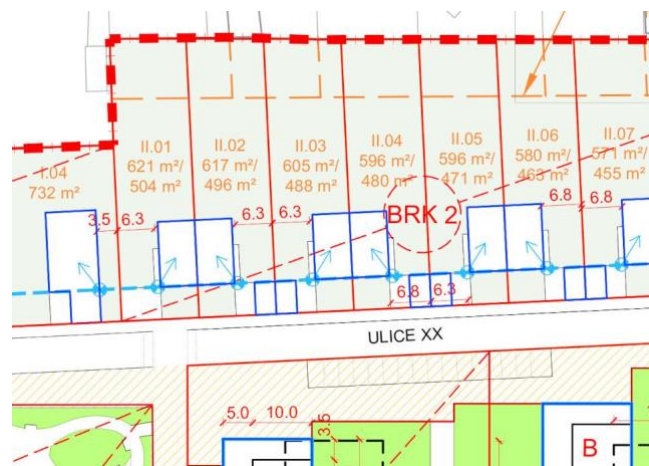 I.04
732 m²
II.01
621 m²/
504 m²
II.02
617 m²/
496 m²
II.03
605 m²/
488 m²
II.04
596 m²/
480 m²
II.05
596 m²/
471 m²
II.06
580 m²/
463 m²
II.07
571 m²/
455 m²
3.5
6.3
6.3
6.3
6.8
6.8
BRK 2
6.8
6.3
ULICE XX
5.0
10.0
3.5
B